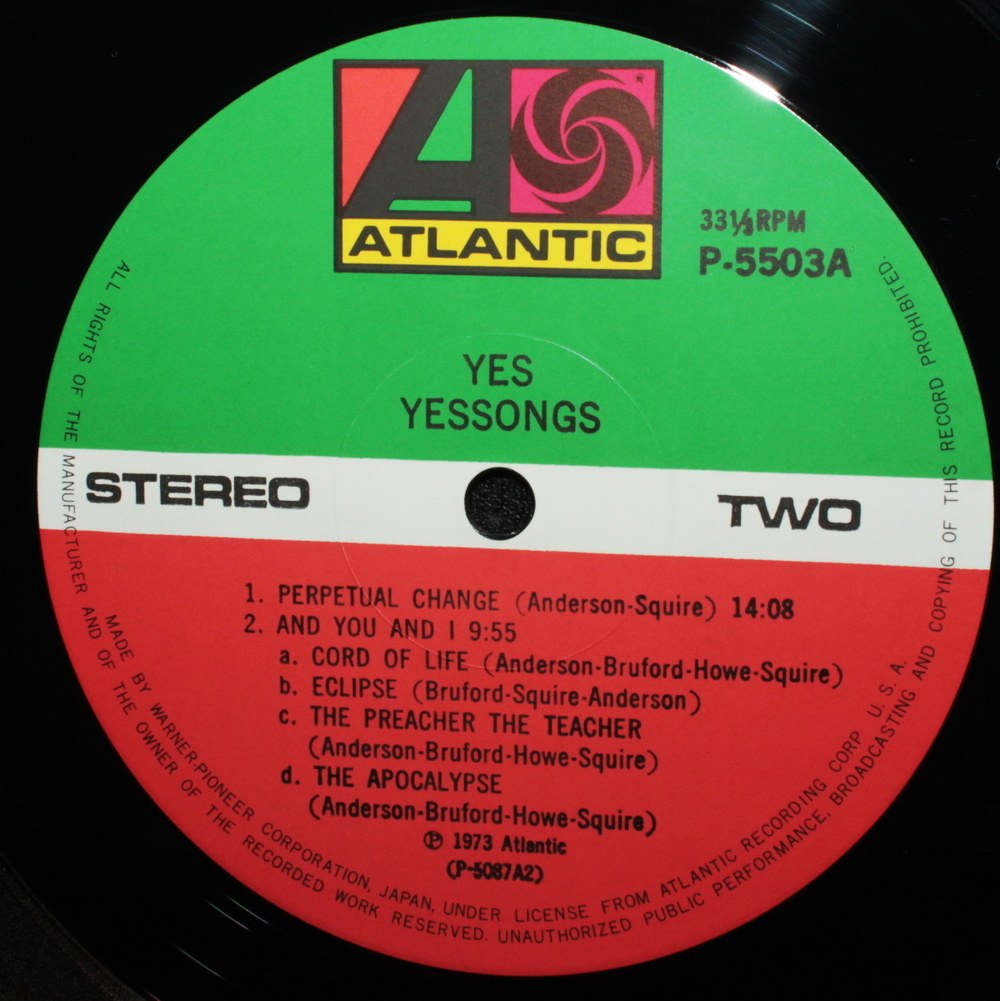 ATLANTIC
33⅓RPM
P-5503A
YES
YESSONGS
STEREO
TWO
1. PERPETUAL CHANGE (Anderson-Squire) 14:08
2. AND YOU AND I 9:55
a. CORD OF LIFE (Anderson-Bruford-Howe-Squire)
b. ECLIPSE (Bruford-Squire-Anderson)
c. THE PREACHER THE TEACHER
(Anderson-Bruford-Howe-Squire)
d. THE APOCALYPSE
(Anderson-Bruford-Howe-Squire)
℗ 1973 Atlantic
(P-5087A2)
MADE BY WARNER-PIONEER CORPORATION, JAPAN, UNDER LICENSE FROM ATLANTIC RECORDING CORP U. S. A.
ALL RIGHTS OF THE MANUFACTURER AND OF THE OWNER OF THE RECORDED WORK RESERVED. UNAUTHORIZED PUBLIC PERFORMANCE, BROADCASTING AND COPYING OF THIS RECORD PROHIBITED.